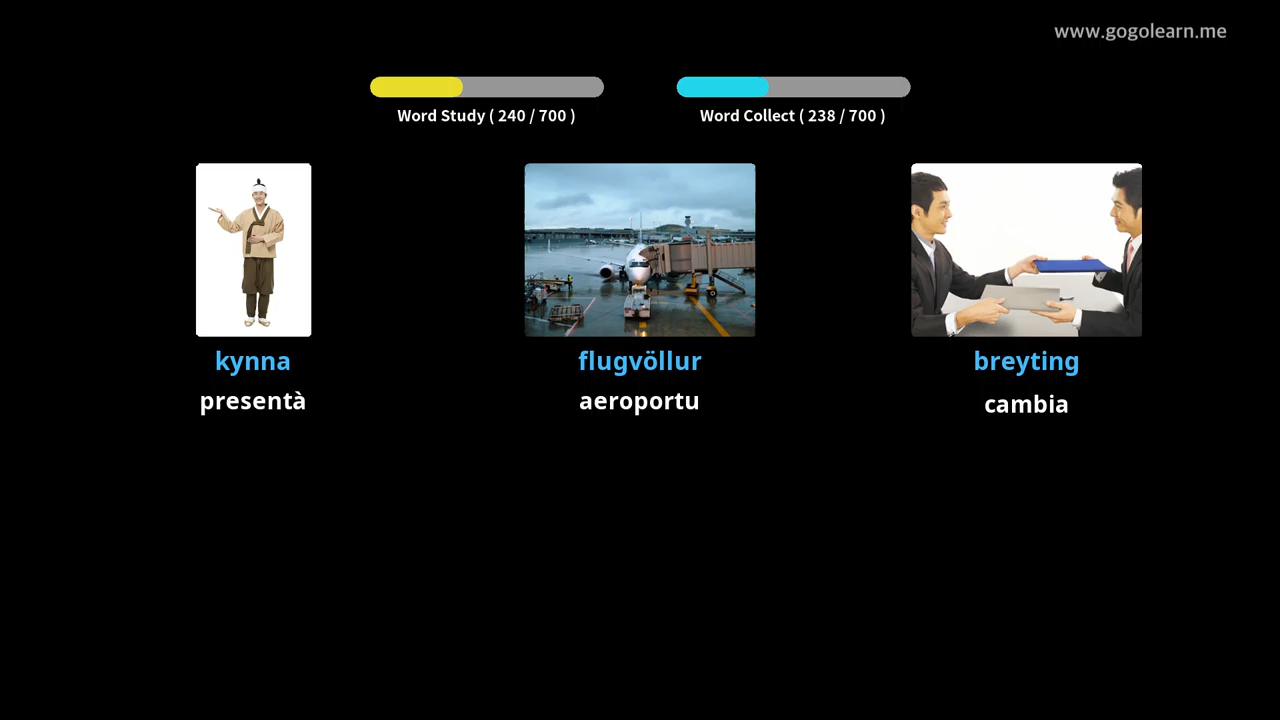 www.gogolearn.me
Word Study ( 240 / 700 )
Word Collect ( 238 / 700 )
kynna
flugvöllur
breyting
presentà
aeroportu
cambia